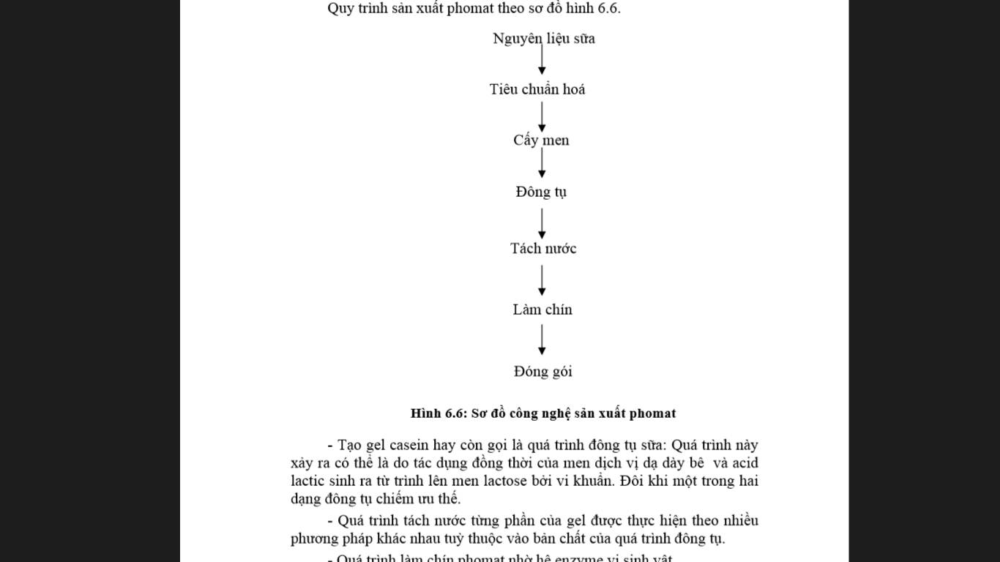 Quy trình sản xuất phomat theo sơ đồ hình 6.6.
Nguyên liệu sữa
Tiêu chuẩn hoá
Cấy men
Đông tụ
Tách nước
Làm chín
Đóng gói
Hình 6.6: Sơ đồ công nghệ sản xuất phomat
- Tạo gel casein hay còn gọi là quá trình đông tụ sữa: Quá trình này
xảy ra có thể là do tác dụng đồng thời của men dịch vị dạ dày bê và acid
lactic sinh ra từ trình lên men lactose bởi vi khuẩn. Đôi khi một trong hai
dạng đông tụ chiếm ưu thế.
- Quá trình tách nước từng phần của gel được thực hiện theo nhiều
phương pháp khác nhau tuỳ thuộc vào bản chất của quá trình đông tụ.
- Quá trình làm chín phomat nhờ hệ enzyme vi sinh vật